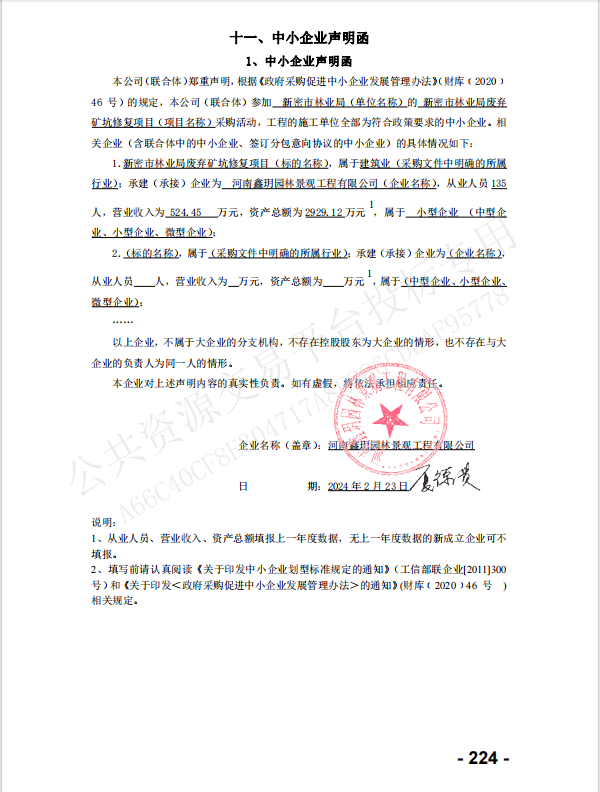 十一、中小企业声明函
1、中小企业声明函
本公司（联合体）郑重声明，根据《政府采购促进中小企业发展管理办法》（财库﹝2020﹞
46 号）的规定，本公司（联合体）参加 新密市林业局（单位名称）的 新密市林业局废弃
矿坑修复项目（项目名称）采购活动，工程的施工单位全部为符合政策要求的中小企业。相
关企业（含联合体中的中小企业、签订分包意向协议的中小企业）的具体情况如下：
1.新密市林业局废弃矿坑修复项目（标的名称），属于建筑业（采购文件中明确的所属
行业）；承建（承接）企业为 河南鑫玥园林景观工程有限公司（企业名称），从业人员 135
人，营业收入为 524.45 万元，资产总额为 2929.12 万元1，属于 小型企业 （中型企
业、小型企业、微型企业）；
2.（标的名称），属于（采购文件中明确的所属行业）；承建（承接）企业为（企业名称），
从业人员____人，营业收入为__万元，资产总额为___万元1，属于（中型企业、小型企业、
微型企业）；
……
以上企业，不属于大企业的分支机构，不存在控股股东为大企业的情形，也不存在与大
企业的负责人为同一人的情形。
本企业对上述声明内容的真实性负责。如有虚假，将依法承担相应责任。
企业名称（盖章）：河南鑫玥园林景观工程有限公司
日 期：2024 年 2 月 23 日
说明：
1、从业人员、营业收入、资产总额填报上一年度数据，无上一年度数据的新成立企业可不
填报。
2、填写前请认真阅读《关于印发中小企业划型标准规定的通知》（工信部联企业[2011]300
号）和《关于印发＜政府采购促进中小企业发展管理办法＞的通知》(财库﹝2020﹞46 号 )
相关规定。
公共资源交易平台投标专用
- 224 -